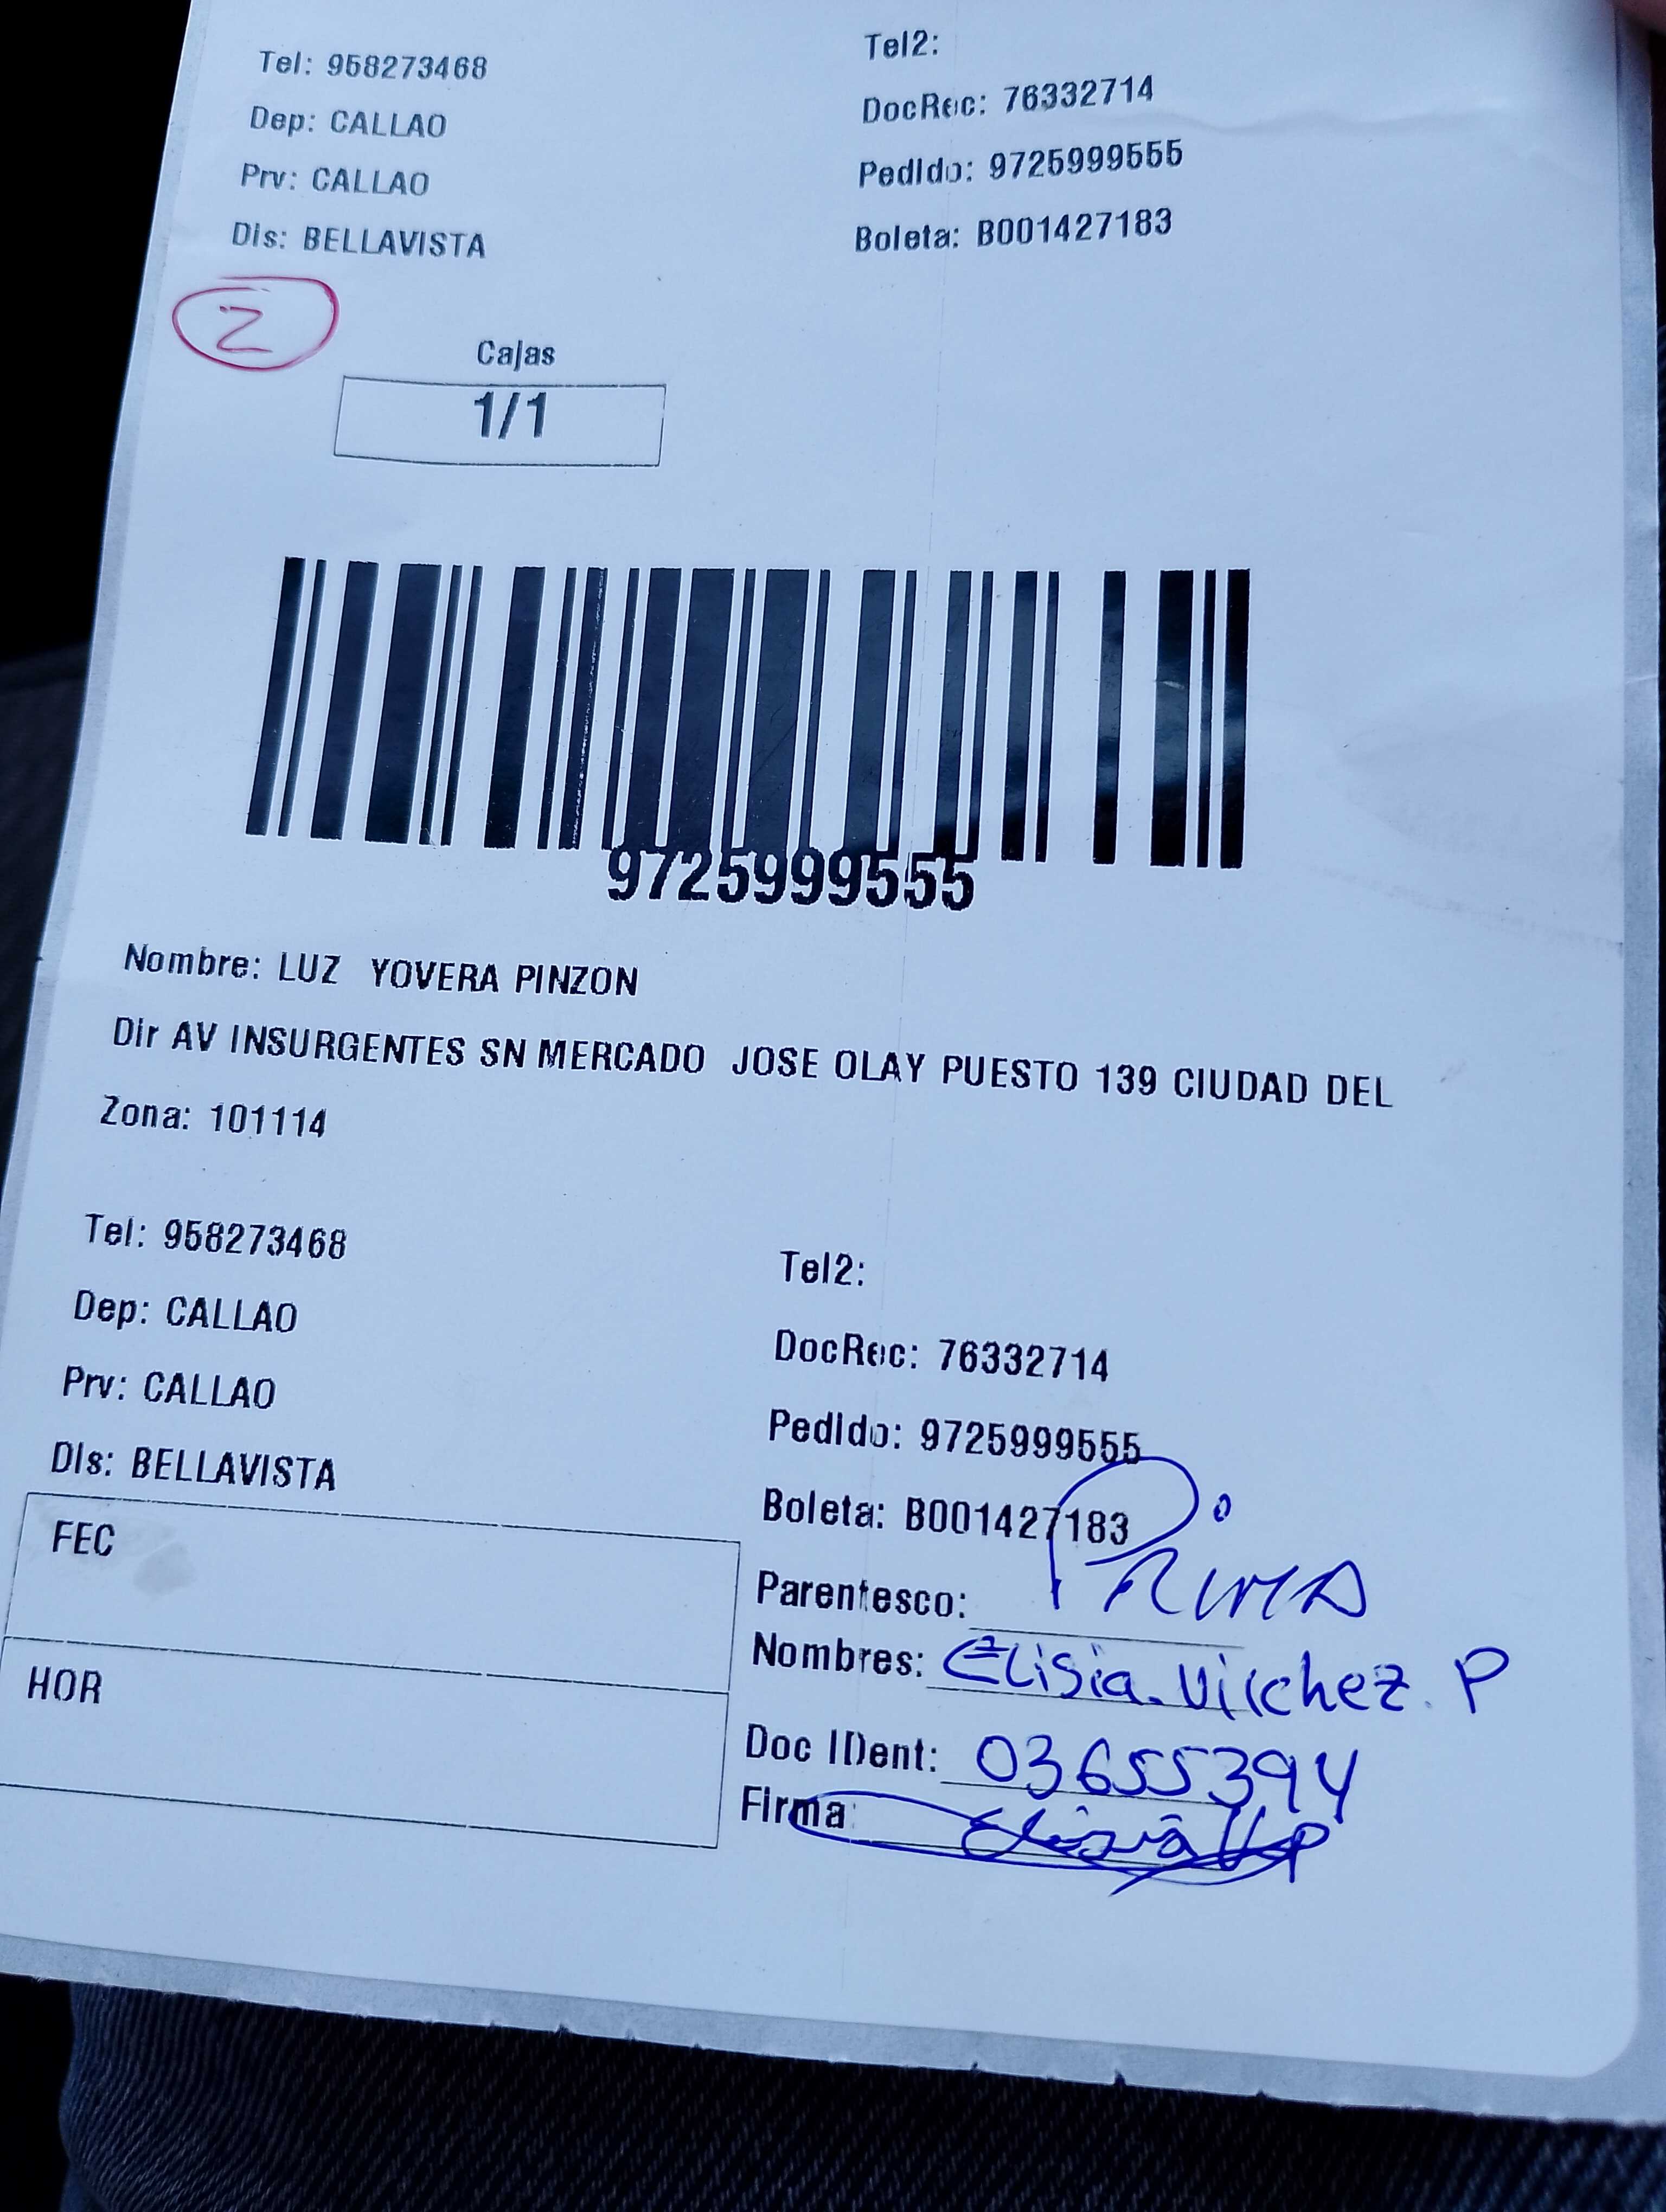 Tel: 958273468 Tel2:
Dep: CALLAO DocRec: 76332714
Prv: CALLAO Pedido: 9725999555
Dis: BELLAVISTA Boleta: B001427183
2
Cajas
1/1
9725999555
Nombre: LUZ YOVERA PINZON
Dir AV INSURGENTES SN MERCADO JOSE OLAY PUESTO 139 CIUDAD DEL
Zona: 101114
Tel: 958273468 Tel2:
Dep: CALLAO DocRec: 76332714
Prv: CALLAO Pedido: 9725999555
Dis: BELLAVISTA Boleta: B001427183
FEC Parentesco: PRIMA
Nombres: Elisia Vilchez. P
HOR Doc IDent: 03655394
Firma: Elisia VP